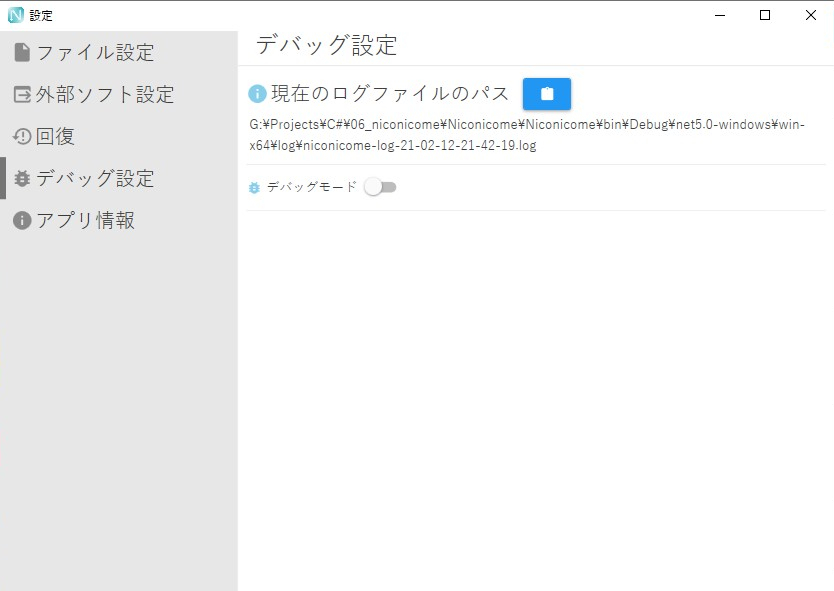 設定
ファイル設定
外部ソフト設定
回復
デバッグ設定
アプリ情報
デバッグ設定
現在のログファイルのパス
G:¥Projects¥C#¥06_niconicome¥Niconicome¥Niconicome¥bin¥Debug¥net5.0-windows¥win-
x64¥log¥niconicome-log-21-02-12-21-42-19.log
デバッグモード